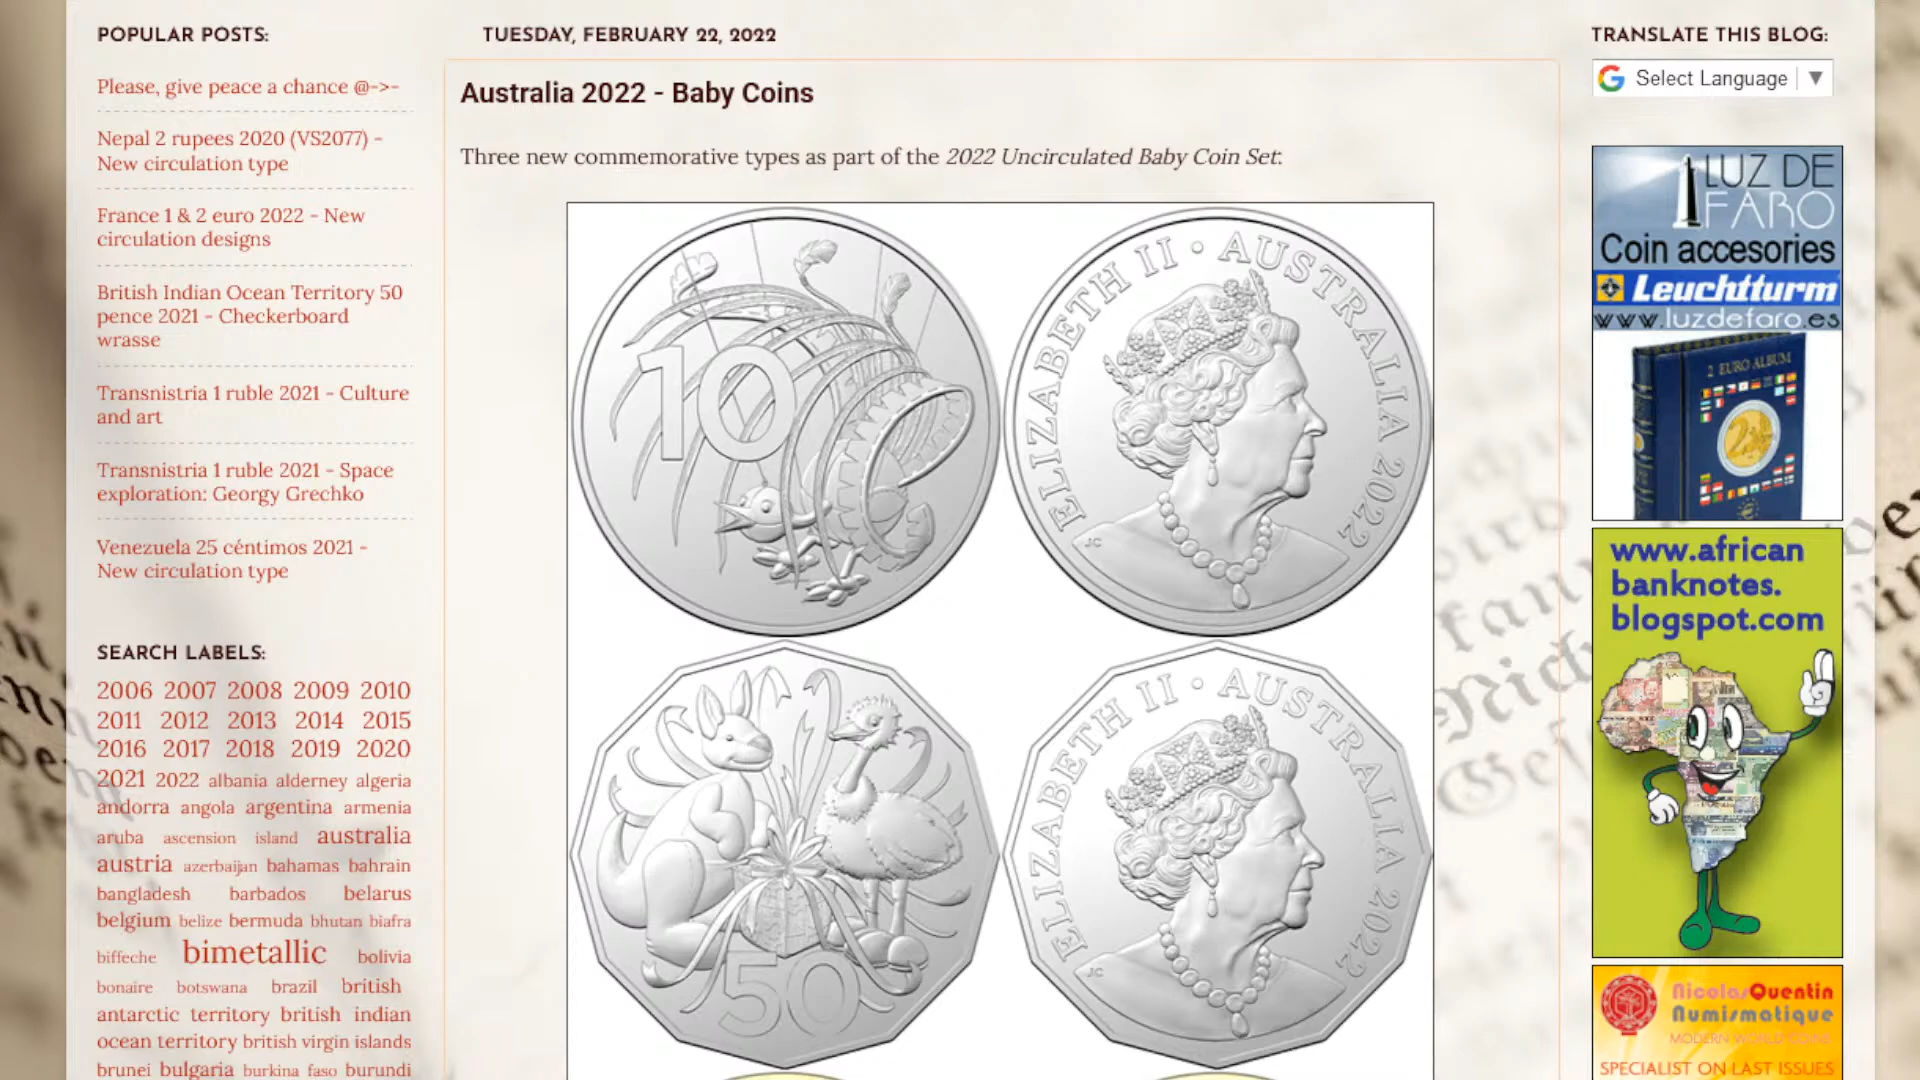 POPULAR POSTS:
Please, give peace a chance @->-
Nepal 2 rupees 2020 (VS2077) -
New circulation type
France 1 & 2 euro 2022 - New
circulation designs
British Indian Ocean Territory 50
pence 2021 - Checkerboard
wrasse
Transnistria 1 ruble 2021 - Culture
and art
Transnistria 1 ruble 2021 - Space
exploration: Georgy Grechko
Venezuela 25 céntimos 2021 -
New circulation type
SEARCH LABELS:
2006 2007 2008 2009 2010
2011 2012 2013 2014 2015
2016 2017 2018 2019 2020
2021 2022 albania alderney algeria
andorra angola argentina armenia
aruba ascension island australia
austria azerbaijan bahamas bahrain
bangladesh barbados belarus
belgium belize bermuda bhutan biafra
biffeche bimetallic bolivia
bonaire botswana brazil british
antarctic territory british indian
ocean territory british virgin islands
brunei bulgaria burkina faso burundi
TUESDAY, FEBRUARY 22, 2022
Australia 2022 - Baby Coins
Three new commemorative types as part of the 2022 Uncirculated Baby Coin Set:
10
ELIZABETH II • AUSTRALIA 2022
JC
50
ELIZABETH II • AUSTRALIA 2022
JC
TRANSLATE THIS BLOG:
Select Language ▼
LUZ DE
FARO
Coin accesories
Leuchtturm
www.luzdefaro.es
2 EURO ALBUM
2
www.african
banknotes.
blogspot.com
Nicolas Quentin
Numismatique
MODERN WORLD COINS
SPECIALIST ON LAST ISSUES